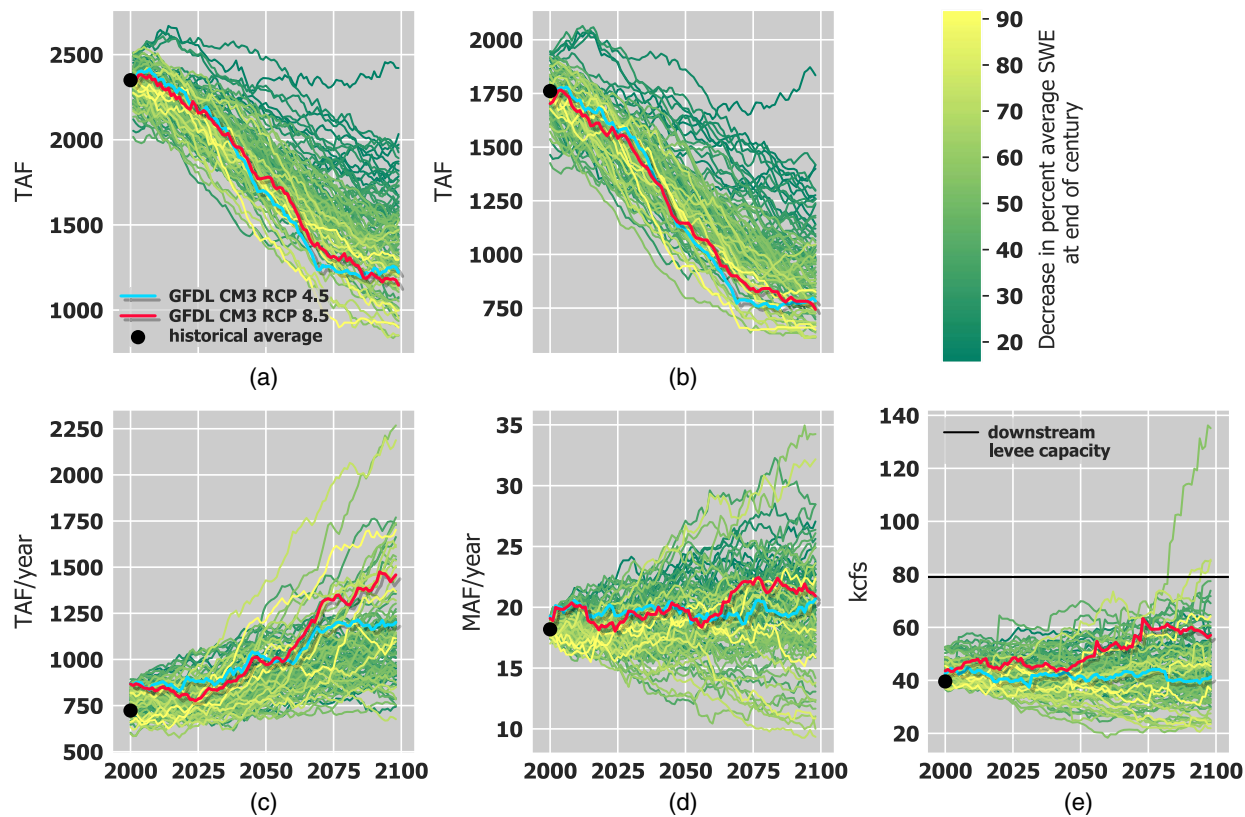 2500
2000
1500
1000
TAF
GFDL CM3 RCP 4.5
GFDL CM3 RCP 8.5
historical average
(a)
2000
1750
1500
1250
1000
750
TAF
(b)
90
80
70
60
50
40
30
20
Decrease in percent average SWE
at end of century
2250
2000
1750
1500
1250
1000
750
500
TAF/year
2000 2025 2050 2075 2100
(c)
35
30
25
20
15
10
MAF/year
2000 2025 2050 2075 2100
(d)
140
120
100
80
60
40
20
kcfs
downstream
levee capacity
2000 2025 2050 2075 2100
(e)